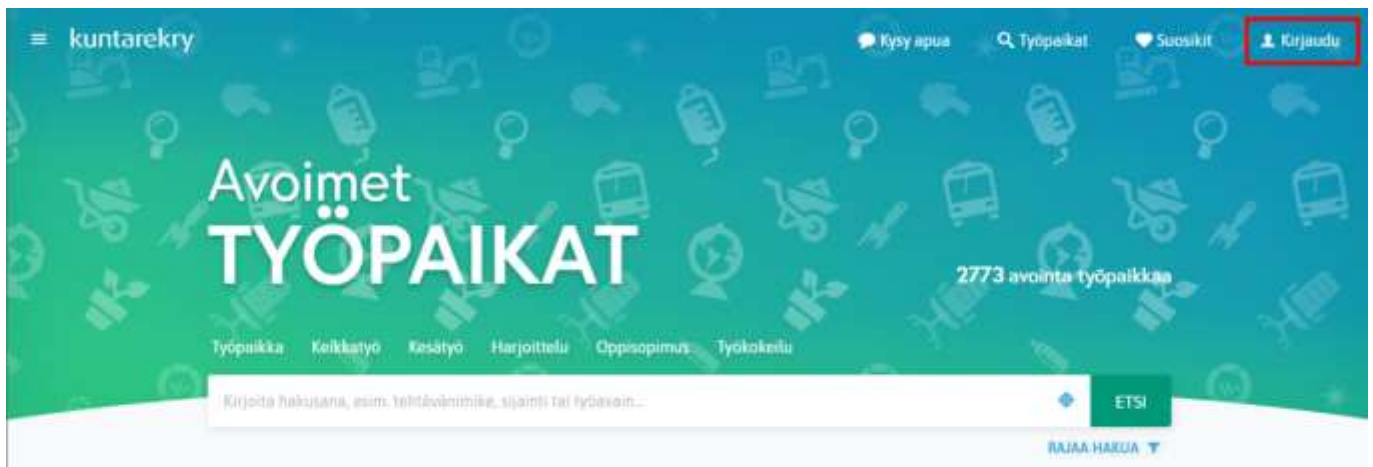 kuntarekry
Kysy apua Työpaikat Suosikit Kirjaudu
Avoimet
TYÖPAIKAT
2773 avointa työpaikkaa
Työpaikka Keikkatyö Kesätyö Harjoittelu Oppisopimus Työkokeilu
Kirjoita hakusana, esim. tehtävänimike, sijainti tai työavain...
ETSI
RAJAA HAKUA